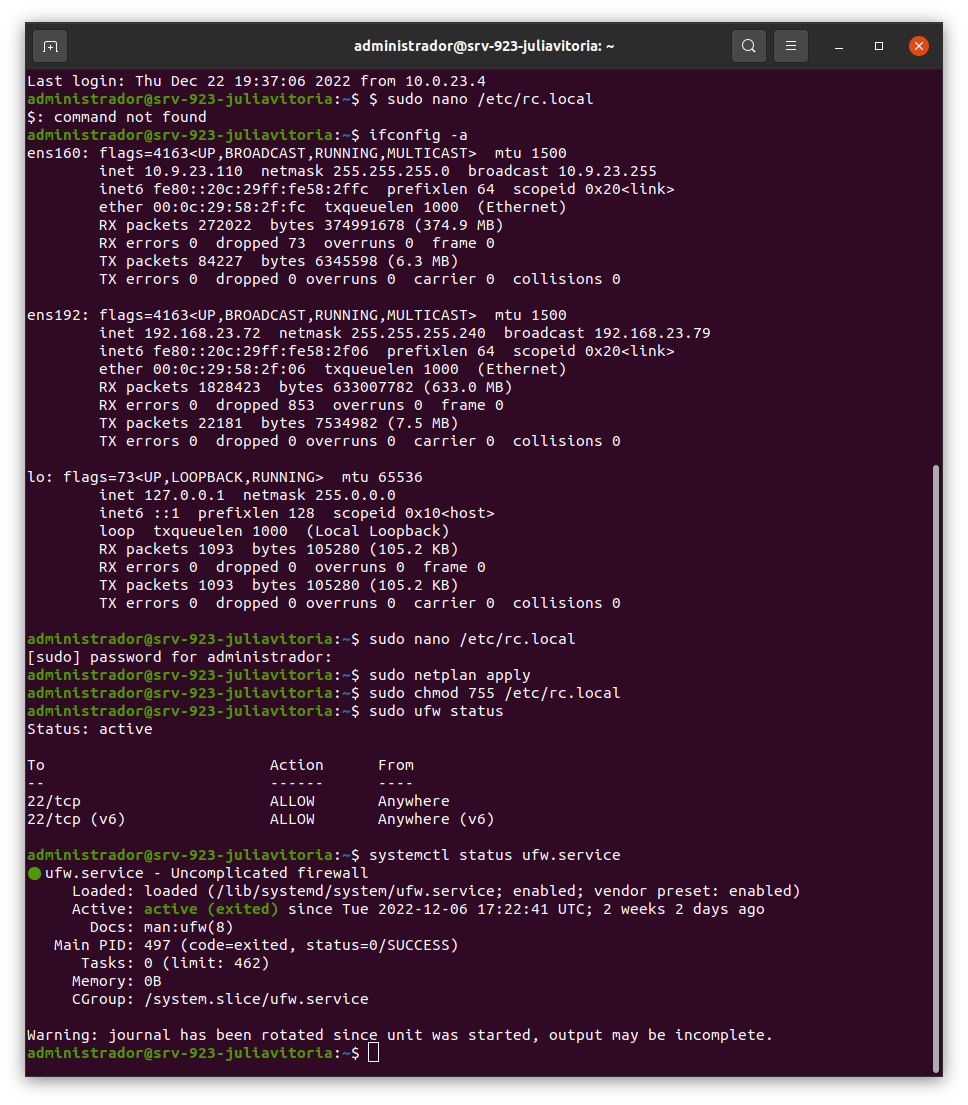 administrador@srv-923-juliavitoria: ~
Last login: Thu Dec 22 19:37:06 2022 from 10.0.23.4
administrador@srv-923-juliavitoria:~$ $ sudo nano /etc/rc.local
$: command not found
administrador@srv-923-juliavitoria:~$ ifconfig -a
ens160: flags=4163<UP,BROADCAST,RUNNING,MULTICAST>  mtu 1500
        inet 10.9.23.110  netmask 255.255.255.0  broadcast 10.9.23.255
        inet6 fe80::20c:29ff:fe58:2ffc  prefixlen 64  scopeid 0x20<link>
        ether 00:0c:29:58:2f:fc  txqueuelen 1000  (Ethernet)
        RX packets 272022  bytes 374991678 (374.9 MB)
        RX errors 0  dropped 73  overruns 0  frame 0
        TX packets 84227  bytes 6345598 (6.3 MB)
        TX errors 0  dropped 0 overruns 0  carrier 0  collisions 0

ens192: flags=4163<UP,BROADCAST,RUNNING,MULTICAST>  mtu 1500
        inet 192.168.23.72  netmask 255.255.255.240  broadcast 192.168.23.79
        inet6 fe80::20c:29ff:fe58:2f06  prefixlen 64  scopeid 0x20<link>
        ether 00:0c:29:58:2f:06  txqueuelen 1000  (Ethernet)
        RX packets 1828423  bytes 633007782 (633.0 MB)
        RX errors 0  dropped 853  overruns 0  frame 0
        TX packets 22181  bytes 7534982 (7.5 MB)
        TX errors 0  dropped 0 overruns 0  carrier 0  collisions 0

lo: flags=73<UP,LOOPBACK,RUNNING>  mtu 65536
        inet 127.0.0.1  netmask 255.0.0.0
        inet6 ::1  prefixlen 128  scopeid 0x10<host>
        loop  txqueuelen 1000  (Local Loopback)
        RX packets 1093  bytes 105280 (105.2 KB)
        RX errors 0  dropped 0  overruns 0  frame 0
        TX packets 1093  bytes 105280 (105.2 KB)
        TX errors 0  dropped 0 overruns 0  carrier 0  collisions 0

administrador@srv-923-juliavitoria:~$ sudo nano /etc/rc.local
[sudo] password for administrador:
administrador@srv-923-juliavitoria:~$ sudo netplan apply
administrador@srv-923-juliavitoria:~$ sudo chmod 755 /etc/rc.local
administrador@srv-923-juliavitoria:~$ sudo ufw status
Status: active

To                         Action      From
--                         ------      ----
22/tcp                     ALLOW       Anywhere
22/tcp (v6)                ALLOW       Anywhere (v6)

administrador@srv-923-juliavitoria:~$ systemctl status ufw.service
● ufw.service - Uncomplicated firewall
     Loaded: loaded (/lib/systemd/system/ufw.service; enabled; vendor preset: enabled)
     Active: active (exited) since Tue 2022-12-06 17:22:41 UTC; 2 weeks 2 days ago
       Docs: man:ufw(8)
   Main PID: 497 (code=exited, status=0/SUCCESS)
      Tasks: 0 (limit: 462)
     Memory: 0B
     CGroup: /system.slice/ufw.service

Warning: journal has been rotated since unit was started, output may be incomplete.
administrador@srv-923-juliavitoria:~$